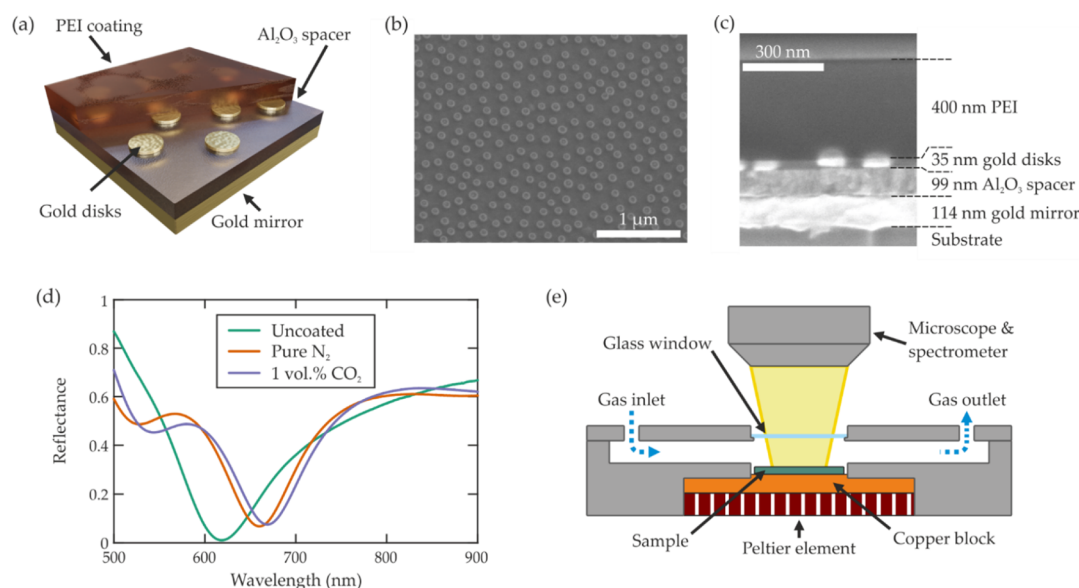 (a)
PEI coating
Al₂O₃ spacer
Gold disks
Gold mirror
(b)
1 µm
(c)
300 nm
400 nm PEI
35 nm gold disks
99 nm Al₂O₃ spacer
114 nm gold mirror
Substrate
(d)
Reflectance
1
0.8
0.6
0.4
0.2
0
500
600
700
800
900
Wavelength (nm)
Uncoated
Pure N₂
1 vol.% CO₂
(e)
Glass window
Microscope &
spectrometer
Gas inlet
Gas outlet
Sample
Peltier element
Copper block